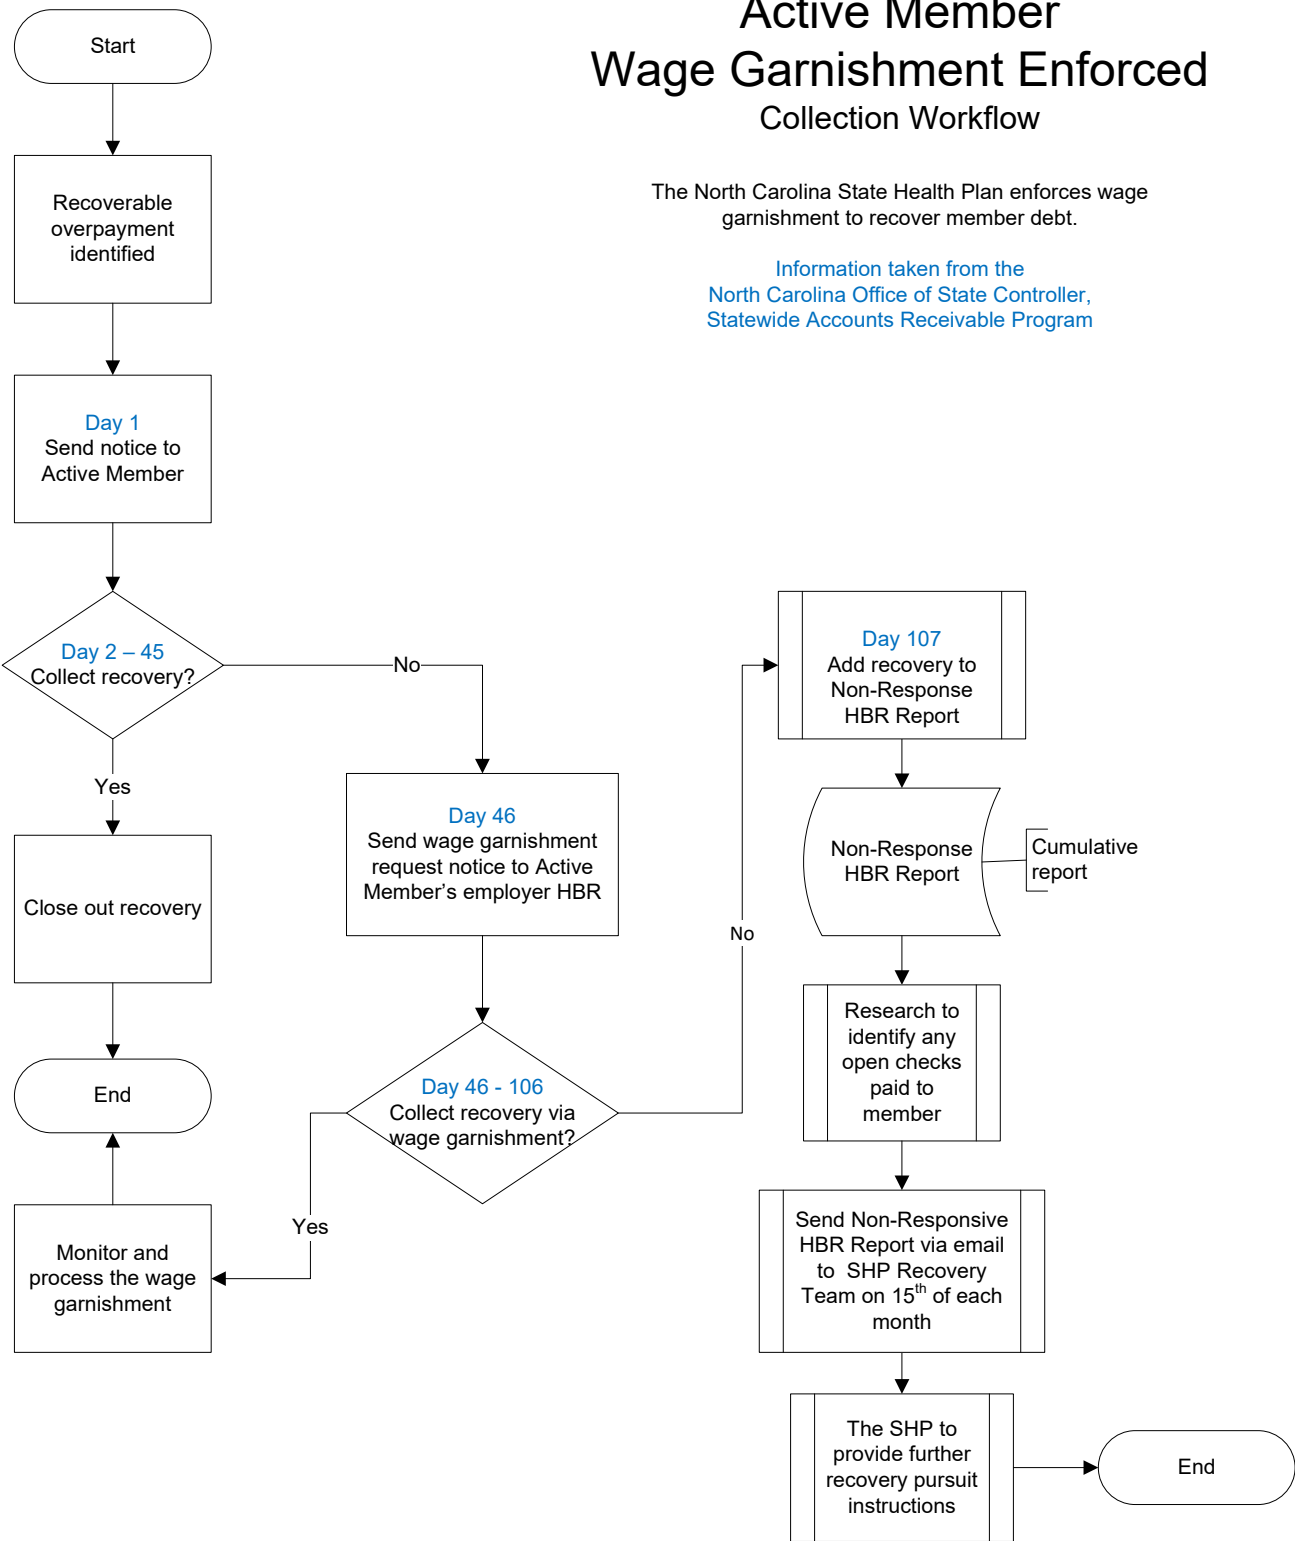 Active Member
Wage Garnishment Enforced
Collection Workflow
The North Carolina State Health Plan enforces wage
garnishment to recover member debt.
Information taken from the
North Carolina Office of State Controller,
Statewide Accounts Receivable Program
Start
Recoverable
overpayment
identified
Day 1
Send notice to
Active Member
Day 2 – 45
Collect recovery?
No
Yes
Close out recovery
End
Day 46
Send wage garnishment
request notice to Active
Member’s employer HBR
Day 46 - 106
Collect recovery via
wage garnishment?
Yes
Monitor and
process the wage
garnishment
No
Day 107
Add recovery to
Non-Response
HBR Report
Non-Response
HBR Report
Cumulative
report
Research to
identify any
open checks
paid to
member
Send Non-Responsive
HBR Report via email
to SHP Recovery
Team on 15th of each
month
The SHP to
provide further
recovery pursuit
instructions
End